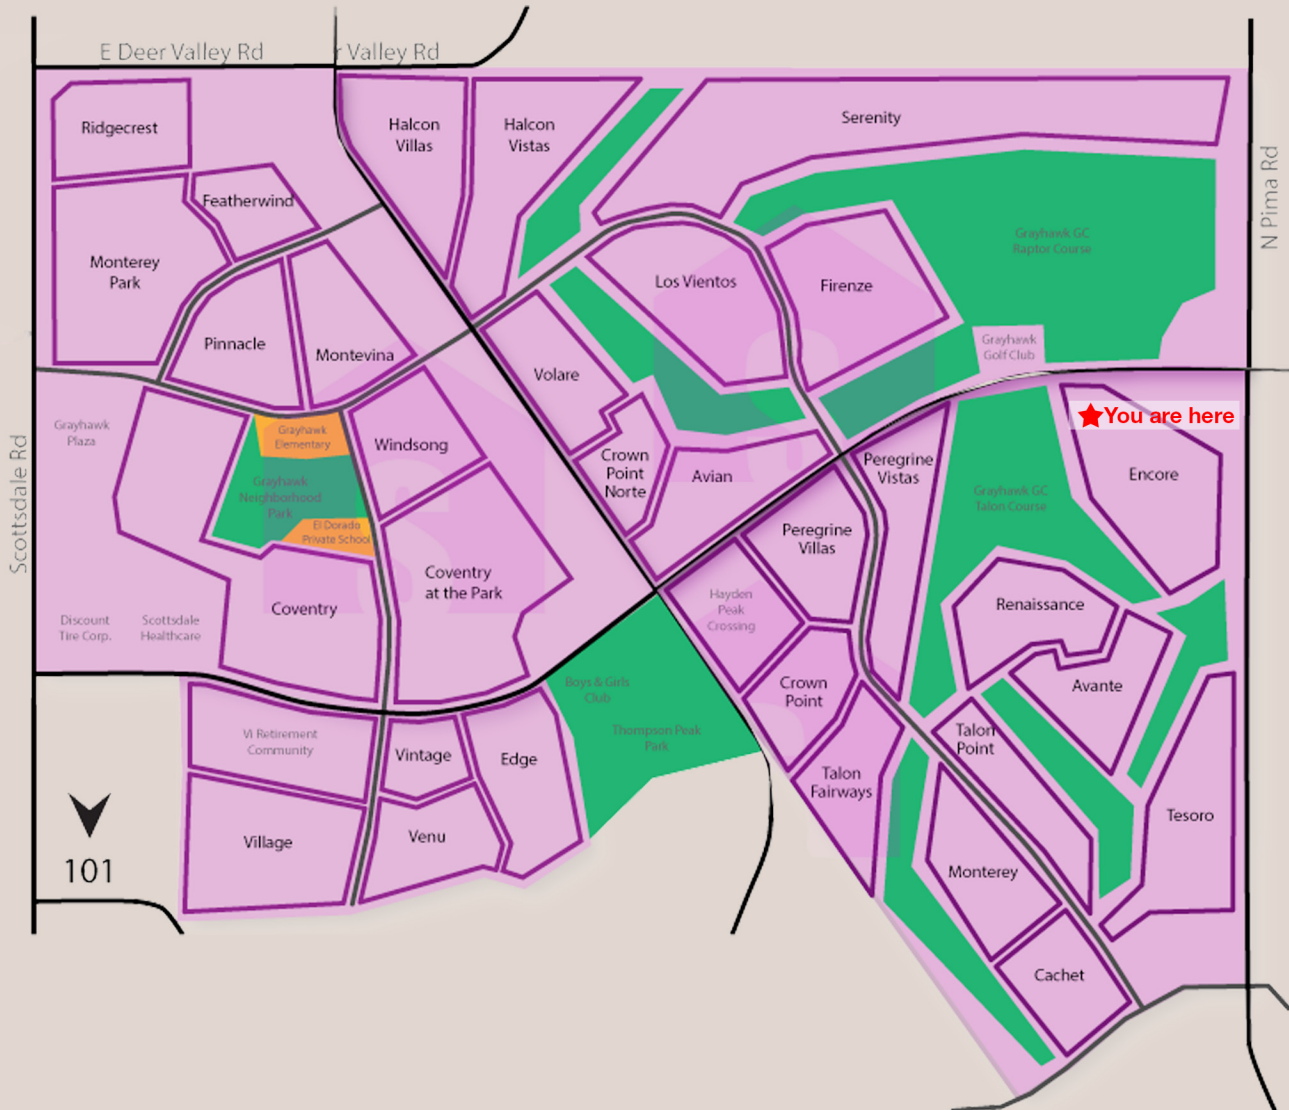 E Deer Valley Rd
r Valley Rd
Ridgecrest
Halcon
Villas
Halcon
Vistas
Serenity
N Pima Rd
Featherwind
Monterey
Park
Grayhawk GC
Raptor Course
Los Vientos
Firenze
Pinnacle
Montevina
Volare
Grayhawk
Golf Club
Grayhawk
Plaza
Grayhawk
Elementary
Windsong
Crown
Point
Norte
Avian
Peregrine
Vistas
You are here
Encore
Scottsdale Rd
Grayhawk
Neighborhood
Park
El Dorado
Private School
Grayhawk GC
Talon Course
Peregrine
Villas
Coventry
at the Park
Coventry
Hayden
Peak
Crossing
Renaissance
Discount
Tire Corp.
Scottsdale
Healthcare
Boys & Girls
Club
Crown
Point
Avante
Vi Retirement
Community
Thompson Peak
Park
Talon
Point
Vintage
Edge
Talon
Fairways
Tesoro
Village
Venu
101
Monterey
Cachet